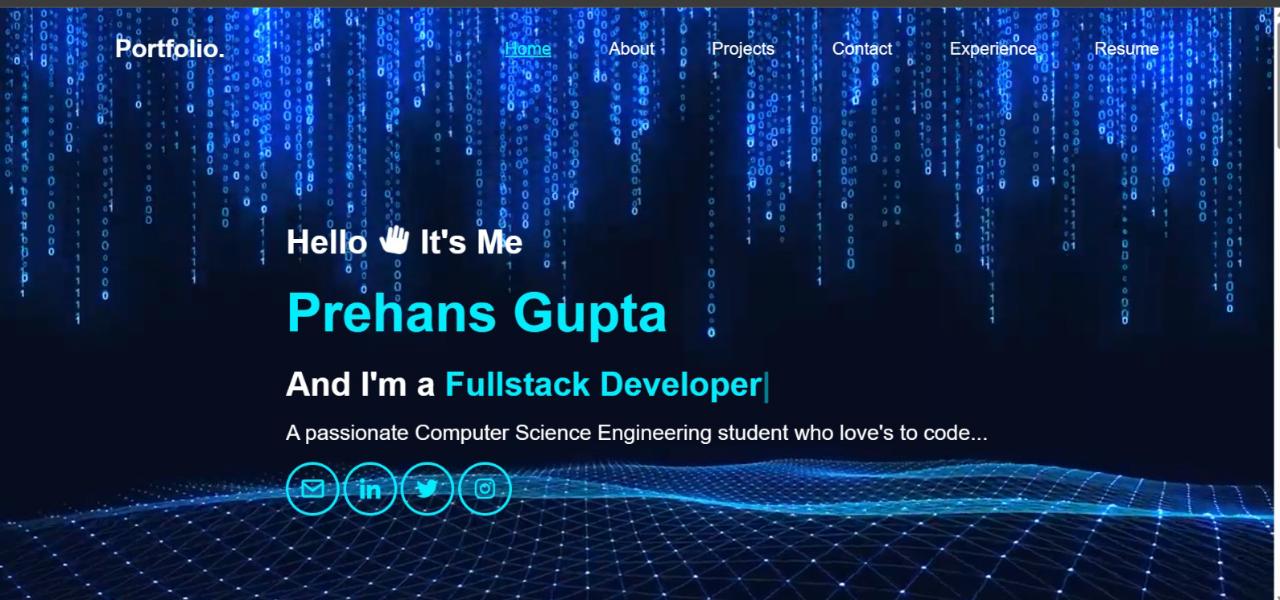 Portfolio.
Home About Projects Contact Experience Resume
Hello 👋 It's Me
Prehans Gupta
And I'm a Fullstack Developer|
A passionate Computer Science Engineering student who love's to code...
in